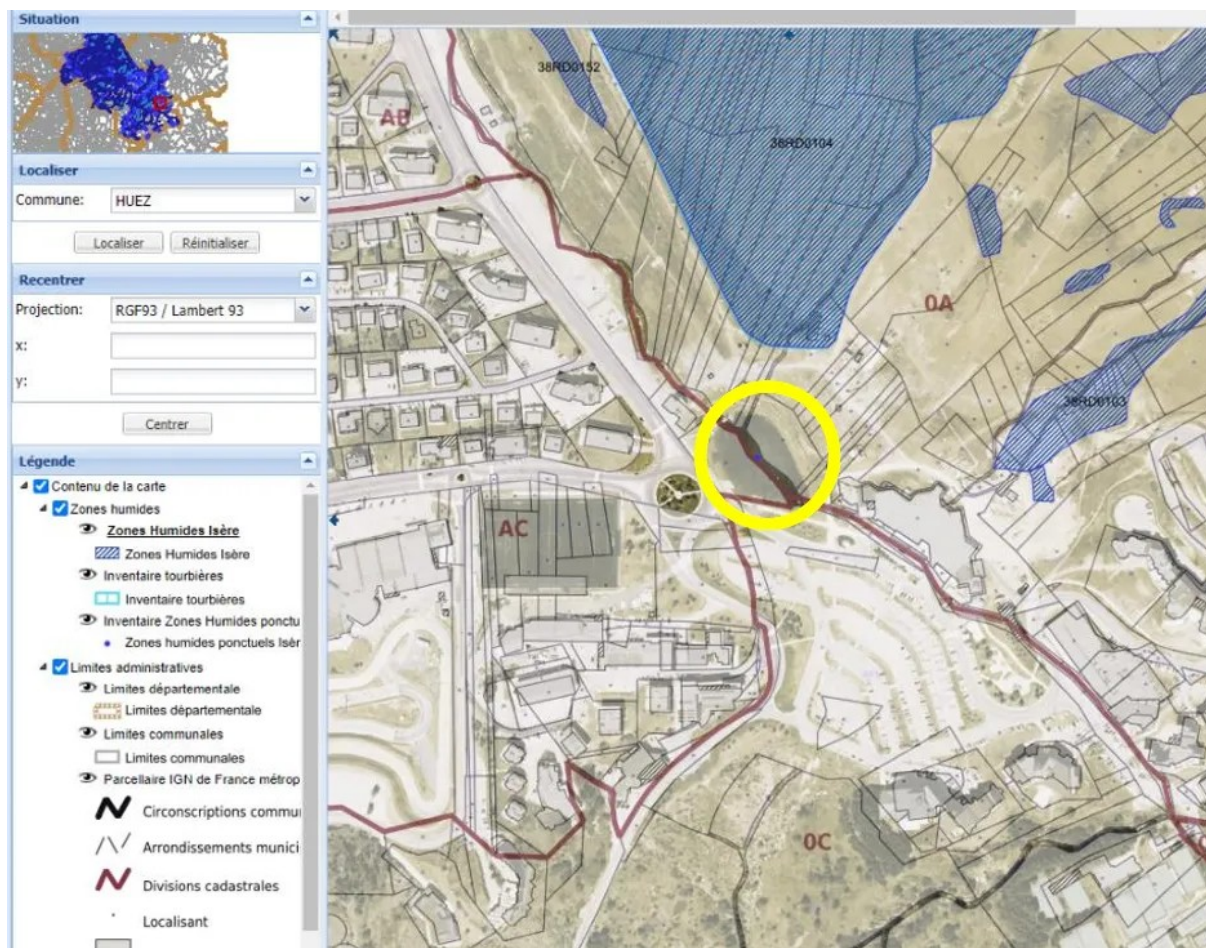 Situation
Localiser
Commune: HUEZ
Localiser Réinitialiser
Recentrer
Projection: RGF93 / Lambert 93
x:
y:
Centrer
Légende
Contenu de la carte
Zones humides
Zones Humides Isère
Zones Humides Isère
Inventaire tourbières
Inventaire tourbières
Inventaire Zones Humides ponctu
Zones humides ponctuels Isèr
Limites administratives
Limites départementale
Limites départementale
Limites communales
Limites communales
Parcellaire IGN de France métrop
Circonscriptions commu
Arrondissements munici
Divisions cadastrales
Localisant
38RD0152
AB
38RD0104
0A
38RD0103
AC
0C